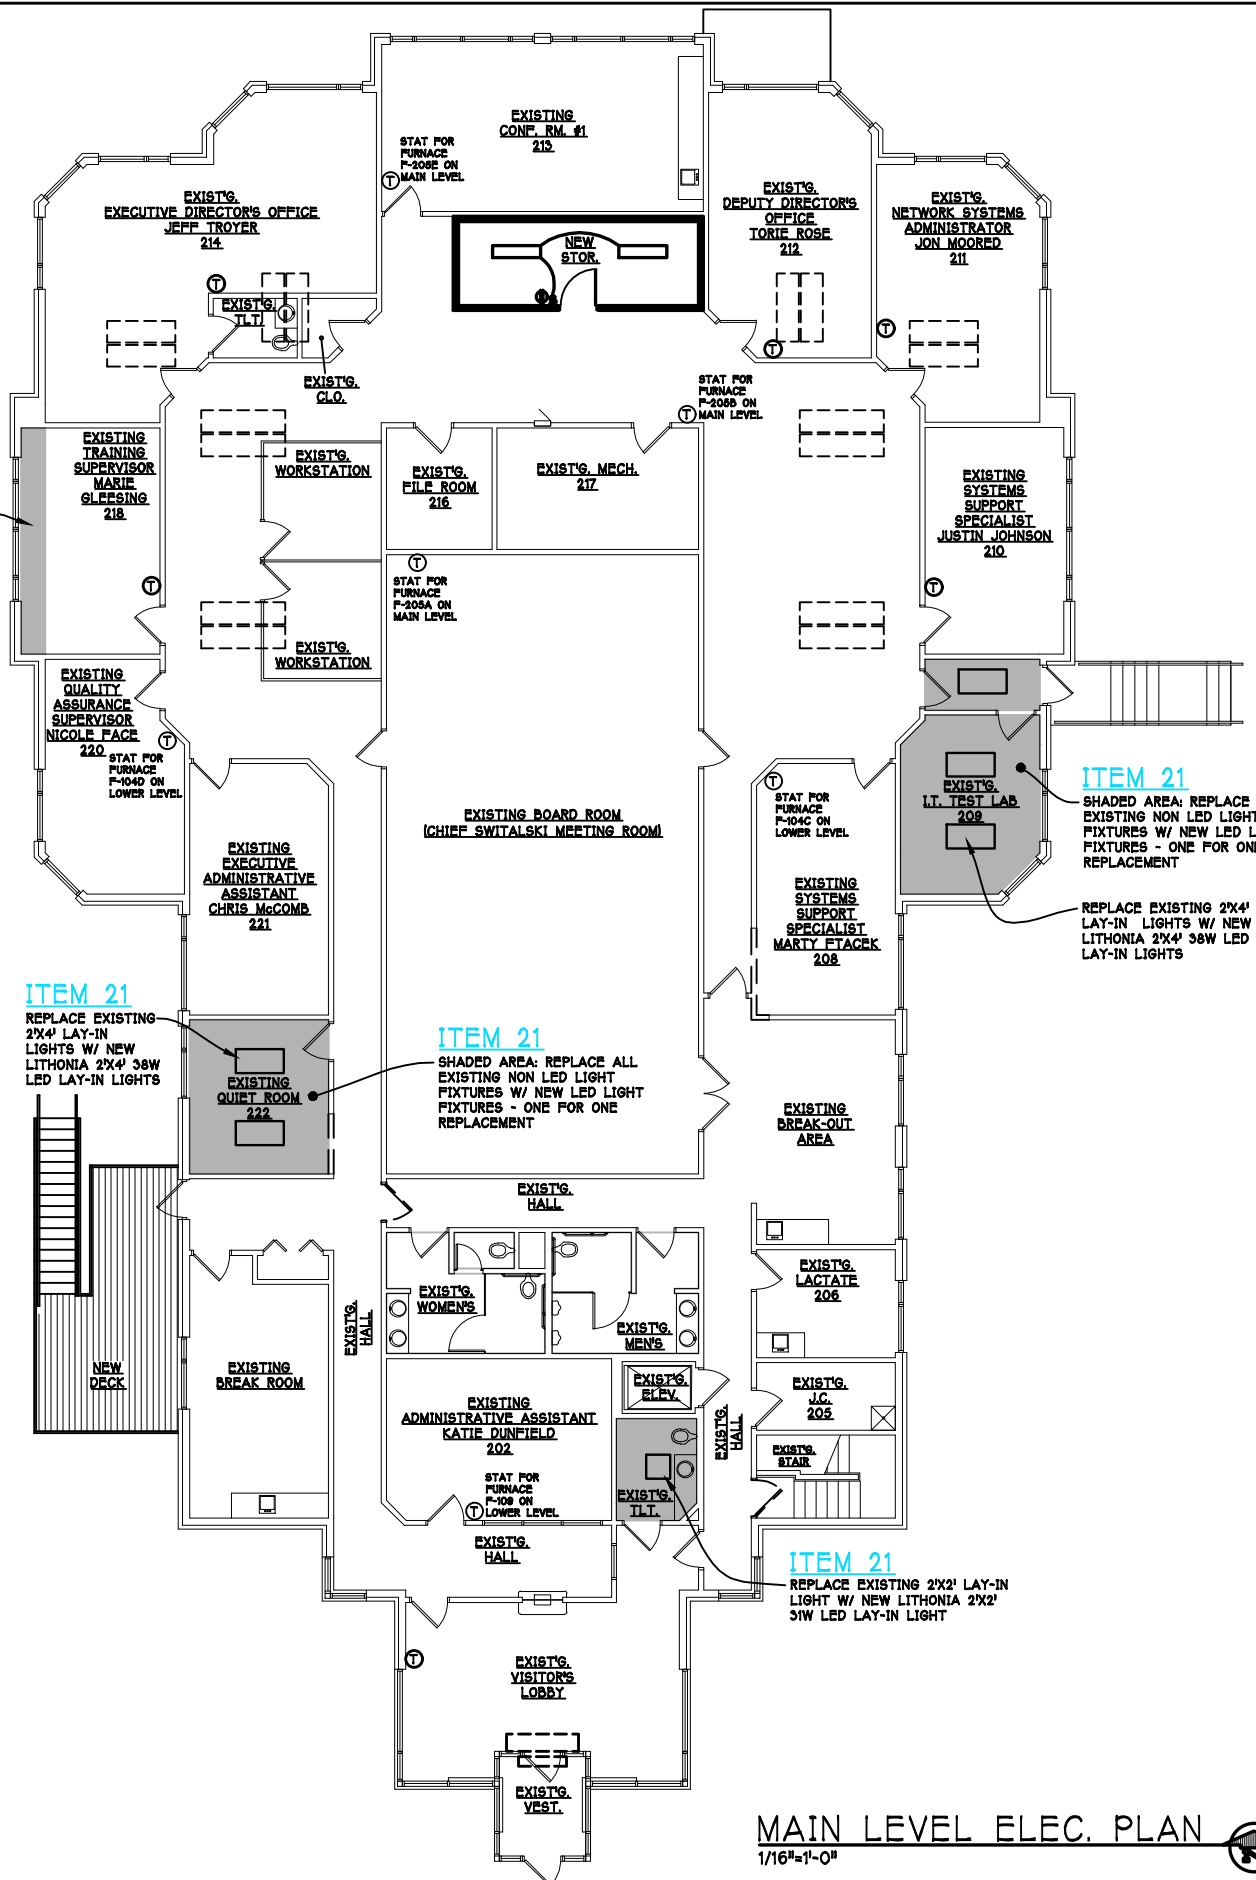 EXISTING
CONF. RM. #1
213
STAT FOR
FURNACE
F-205E ON
MAIN LEVEL
T
EXIST'G.
EXECUTIVE DIRECTOR'S OFFICE
JEFF TROYER
214
T
EXIST'G.
TLT.
EXIST'G.
CLO.
NEW
STOR.
EXIST'G.
DEPUTY DIRECTOR'S
OFFICE
TORIE ROSE
212
T
EXIST'G.
NETWORK SYSTEMS
ADMINISTRATOR
JON MOORED
211
T
STAT FOR
FURNACE
F-205B ON
MAIN LEVEL
T
EXISTING
TRAINING
SUPERVISOR
MARIE
GLEESING
218
T
EXIST'G.
WORKSTATION
EXIST'G.
FILE ROOM
216
EXIST'G. MECH.
217
EXISTING
SYSTEMS
SUPPORT
SPECIALIST
JUSTIN JOHNSON
210
T
T
STAT FOR
FURNACE
F-205A ON
MAIN LEVEL
EXIST'G.
WORKSTATION
EXISTING
QUALITY
ASSURANCE
SUPERVISOR
NICOLE FACE
220
T
STAT FOR
FURNACE
F-104D ON
LOWER LEVEL
EXISTING BOARD ROOM
(CHIEF SWITALSKI MEETING ROOM)
T
STAT FOR
FURNACE
F-104C ON
LOWER LEVEL
EXIST'G.
I.T. TEST LAB
209
ITEM 21
SHADED AREA: REPLACE
EXISTING NON LED LIGHT
FIXTURES W/ NEW LED L
FIXTURES - ONE FOR ONE
REPLACEMENT
REPLACE EXISTING 2'X4'
LAY-IN LIGHTS W/ NEW
LITHONIA 2'X4' 38W LED
LAY-IN LIGHTS
EXISTING
EXECUTIVE
ADMINISTRATIVE
ASSISTANT
CHRIS McCOMB
221
EXISTING
SYSTEMS
SUPPORT
SPECIALIST
MARTY FTACEK
208
ITEM 21
REPLACE EXISTING
2'X4' LAY-IN
LIGHTS W/ NEW
LITHONIA 2'X4' 38W
LED LAY-IN LIGHTS
EXISTING
QUIET ROOM
222
ITEM 21
SHADED AREA: REPLACE ALL
EXISTING NON LED LIGHT
FIXTURES W/ NEW LED LIGHT
FIXTURES - ONE FOR ONE
REPLACEMENT
EXISTING
BREAK-OUT
AREA
EXIST'G.
HALL
EXIST'G.
WOMEN'S
EXIST'G.
MEN'S
EXIST'G.
LACTATE
206
EXIST'G.
HALL
NEW
DECK
EXISTING
BREAK ROOM
EXISTING
ADMINISTRATIVE ASSISTANT
KATIE DUNFIELD
202
STAT FOR
FURNACE
F-109 ON
LOWER LEVEL
T
EXIST'G.
ELEV.
EXIST'G.
HALL
EXIST'G.
J.C.
205
EXIST'G.
STAIR
EXIST'G.
TLT.
EXIST'G.
HALL
ITEM 21
REPLACE EXISTING 2'X2' LAY-IN
LIGHT W/ NEW LITHONIA 2'X2'
31W LED LAY-IN LIGHT
T
EXIST'G.
VISITOR'S
LOBBY
EXIST'G.
VEST.
MAIN LEVEL ELEC. PLAN
1/16"=1'-0"